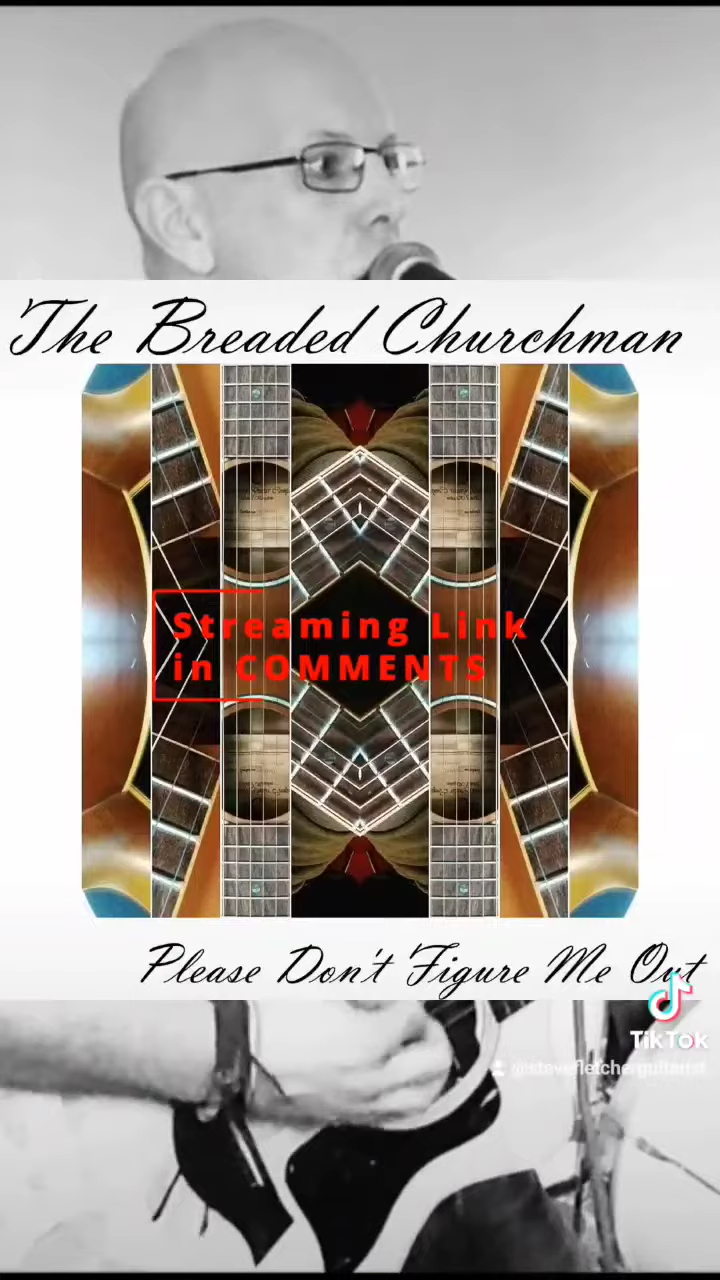 The Breaded Churchman
Streaming Link
in COMMENTS
Please Don't Figure Me Out
TikTok
@stevefletcherguitarist